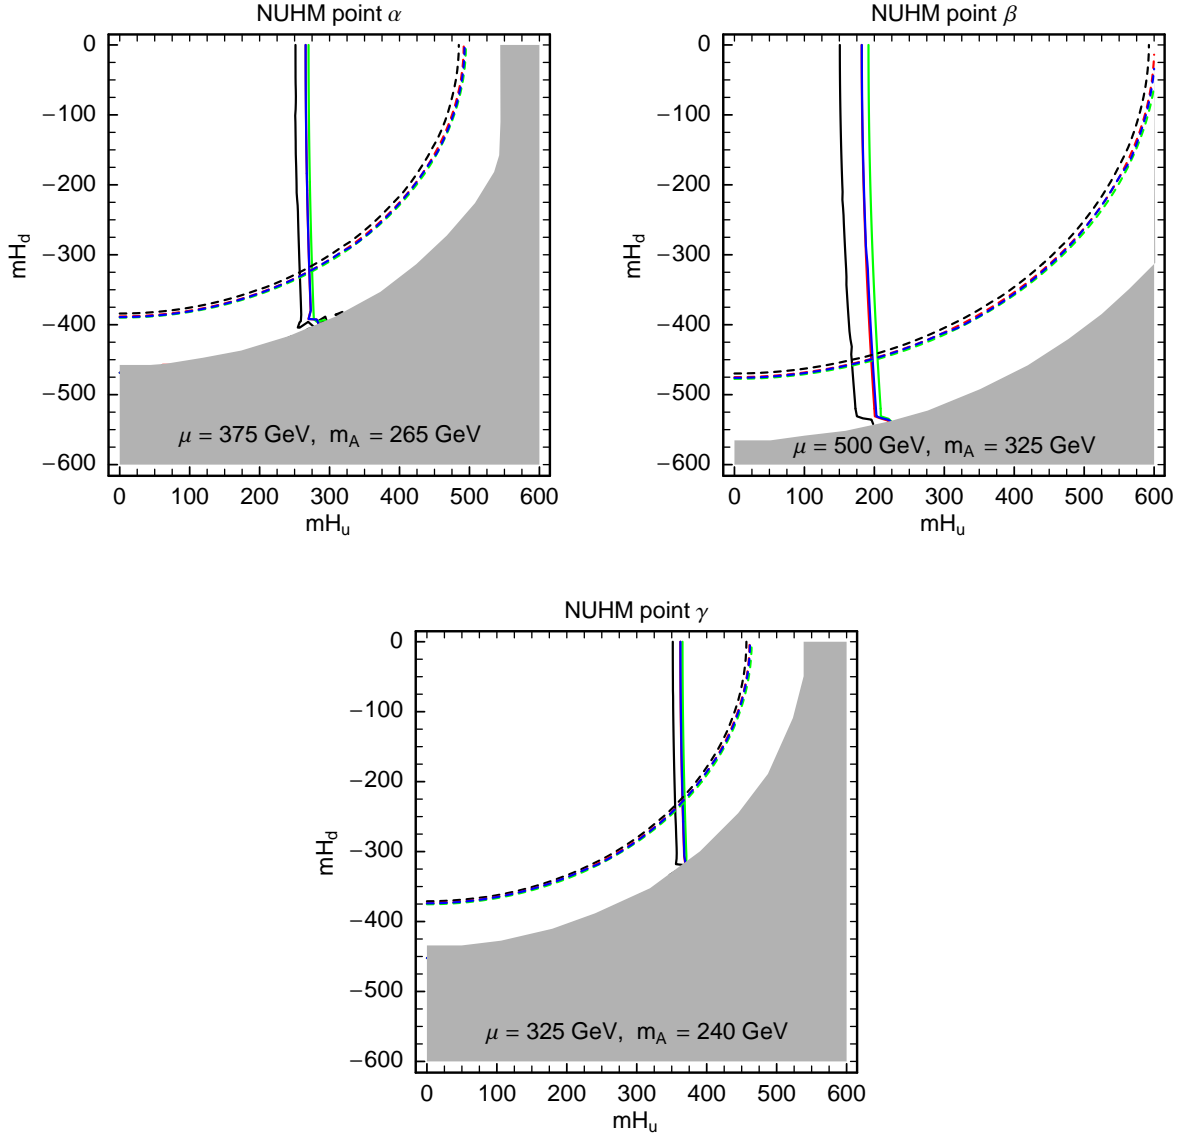 NUHM point α
0
−100
−200
−300
−400
−500
−600
mH_d
μ = 375 GeV, m_A = 265 GeV
0 100 200 300 400 500 600
mH_u
NUHM point β
0
−100
−200
−300
−400
−500
−600
mH_d
μ = 500 GeV, m_A = 325 GeV
0 100 200 300 400 500 600
mH_u
NUHM point γ
0
−100
−200
−300
−400
−500
−600
mH_d
μ = 325 GeV, m_A = 240 GeV
0 100 200 300 400 500 600
mH_u